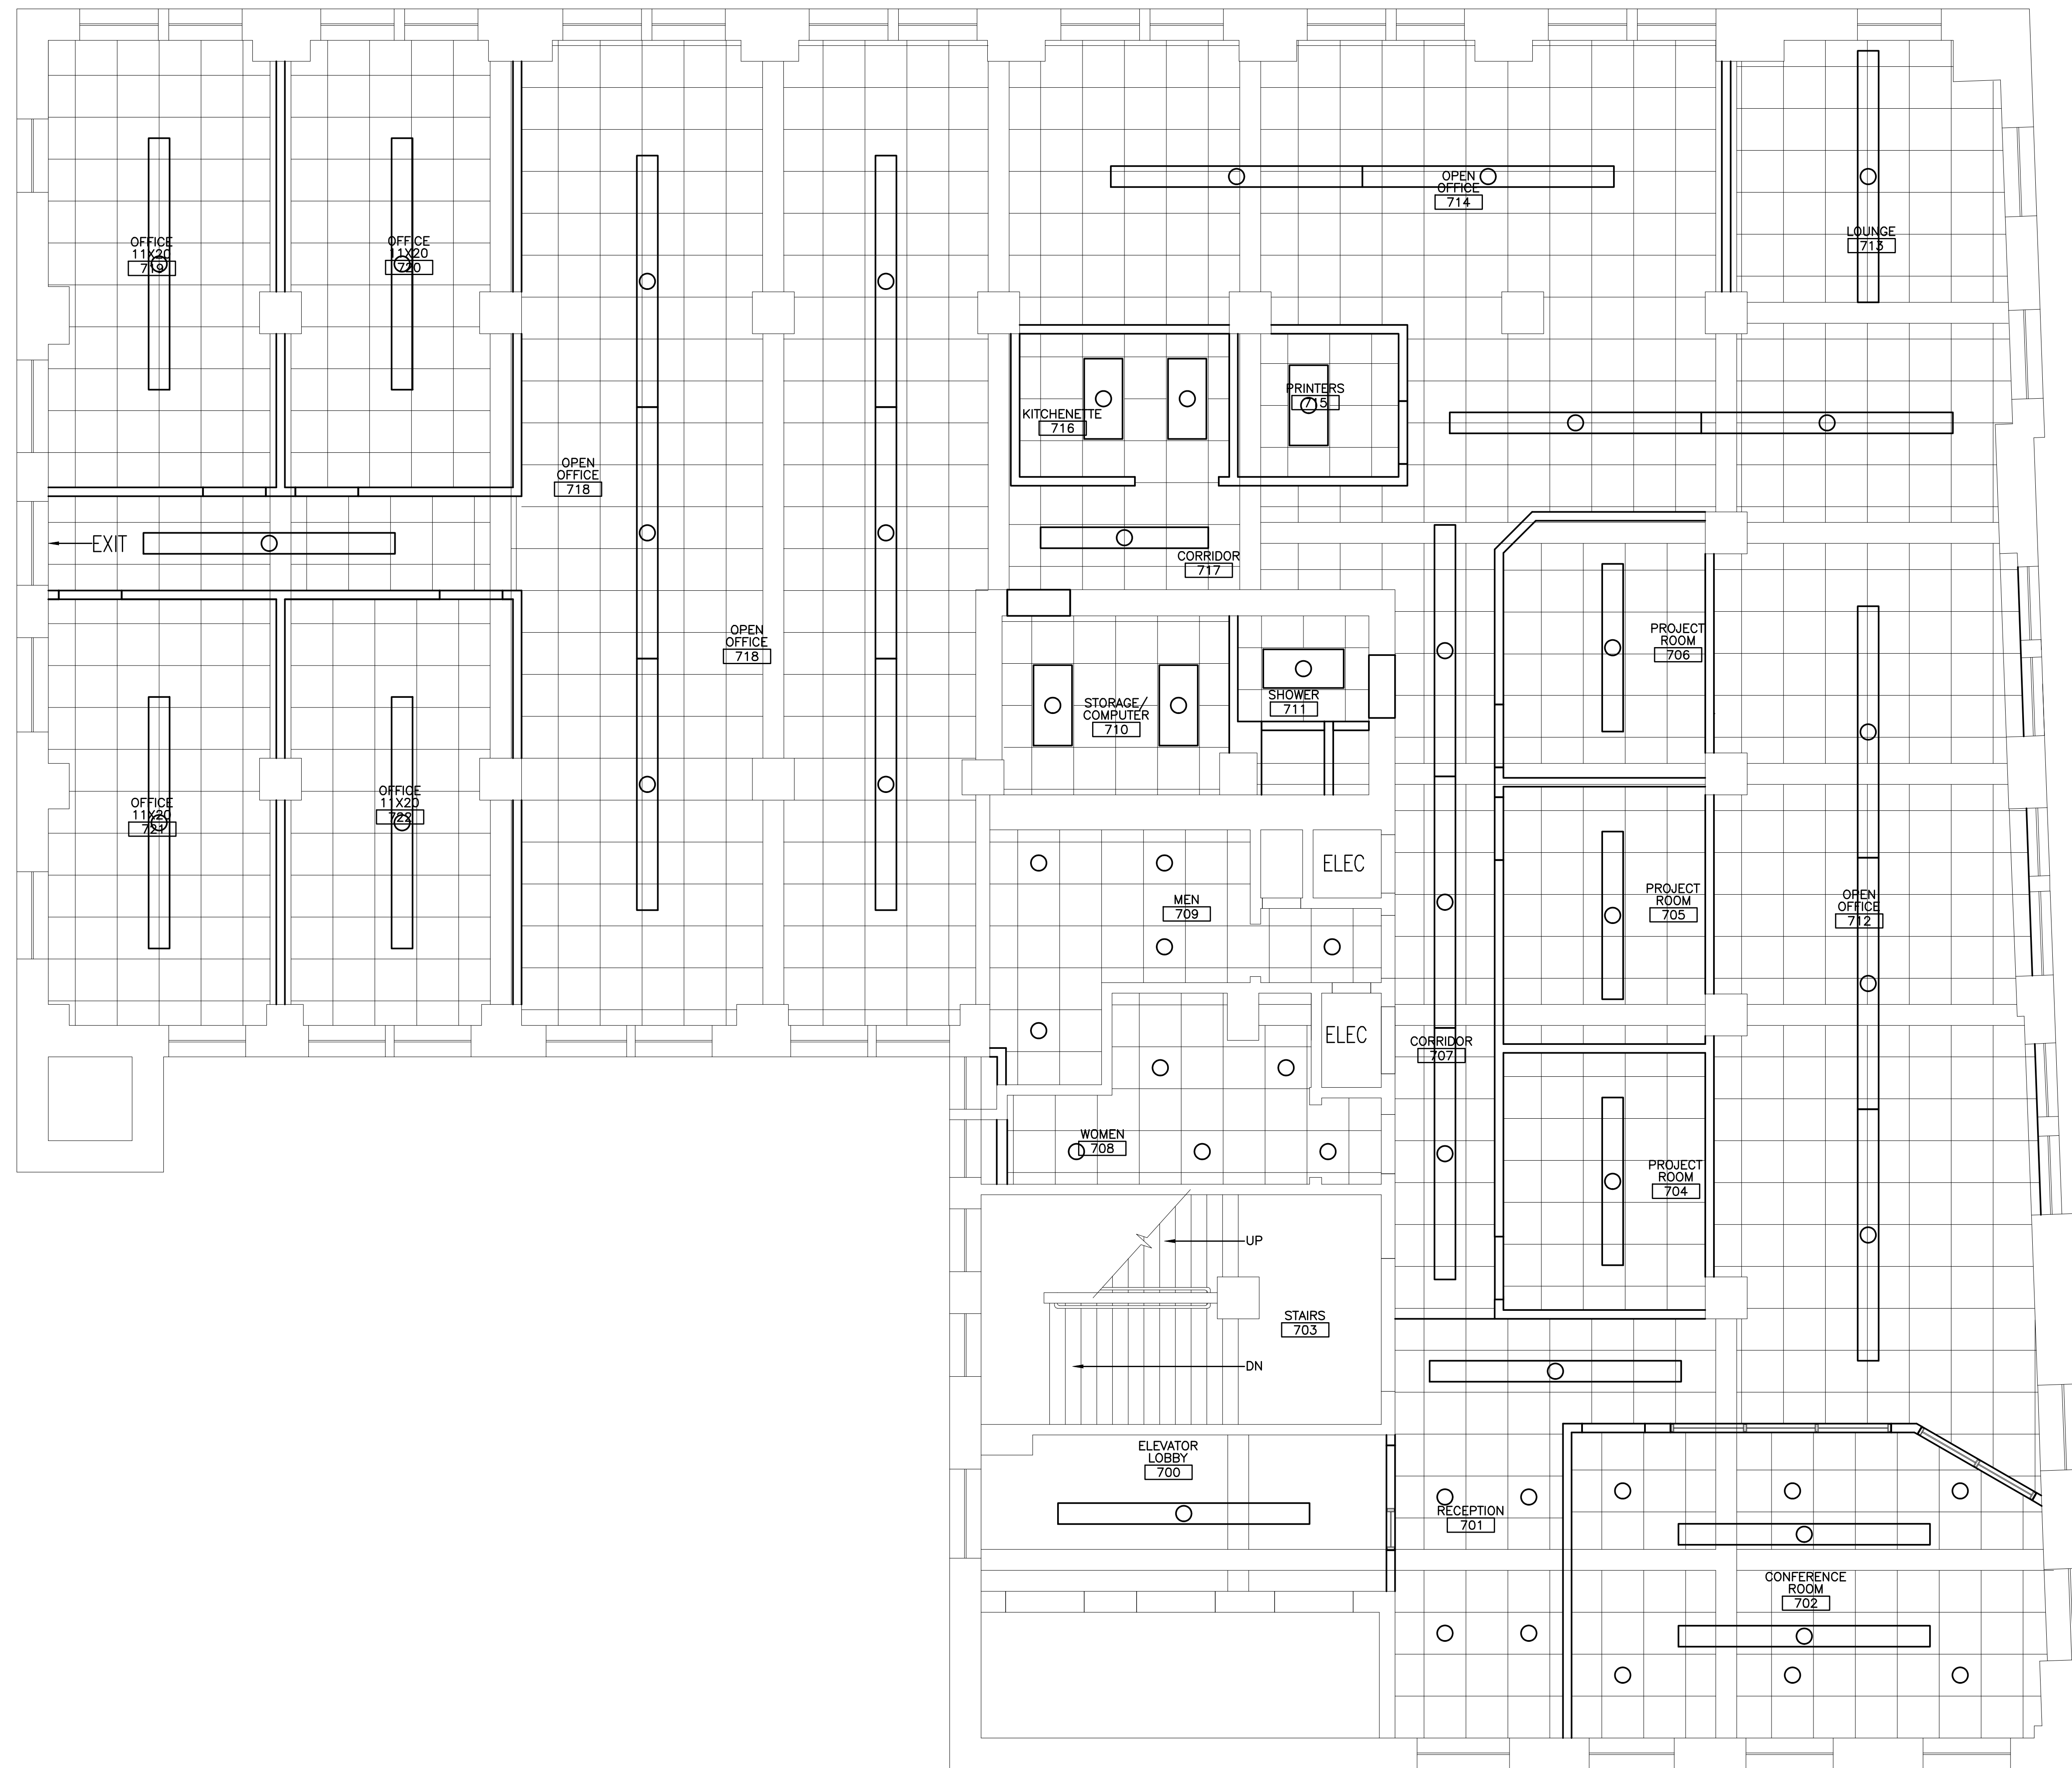 OPEN
OFFICE
714
LOUNGE
713
OFFICE
11X20
719
OFFICE
11X20
720
PRINTERS
715
KITCHENETTE
716
OPEN
OFFICE
718
EXIT
CORRIDOR
717
OPEN
OFFICE
718
PROJECT
ROOM
706
STORAGE/
COMPUTER
710
SHOWER
711
OFFICE
11X20
721
OFFICE
11X20
722
ELEC
MEN
709
PROJECT
ROOM
705
OPEN
OFFICE
712
ELEC
CORRIDOR
707
WOMEN
708
PROJECT
ROOM
704
UP
STAIRS
703
DN
ELEVATOR
LOBBY
700
RECEPTION
701
CONFERENCE
ROOM
702